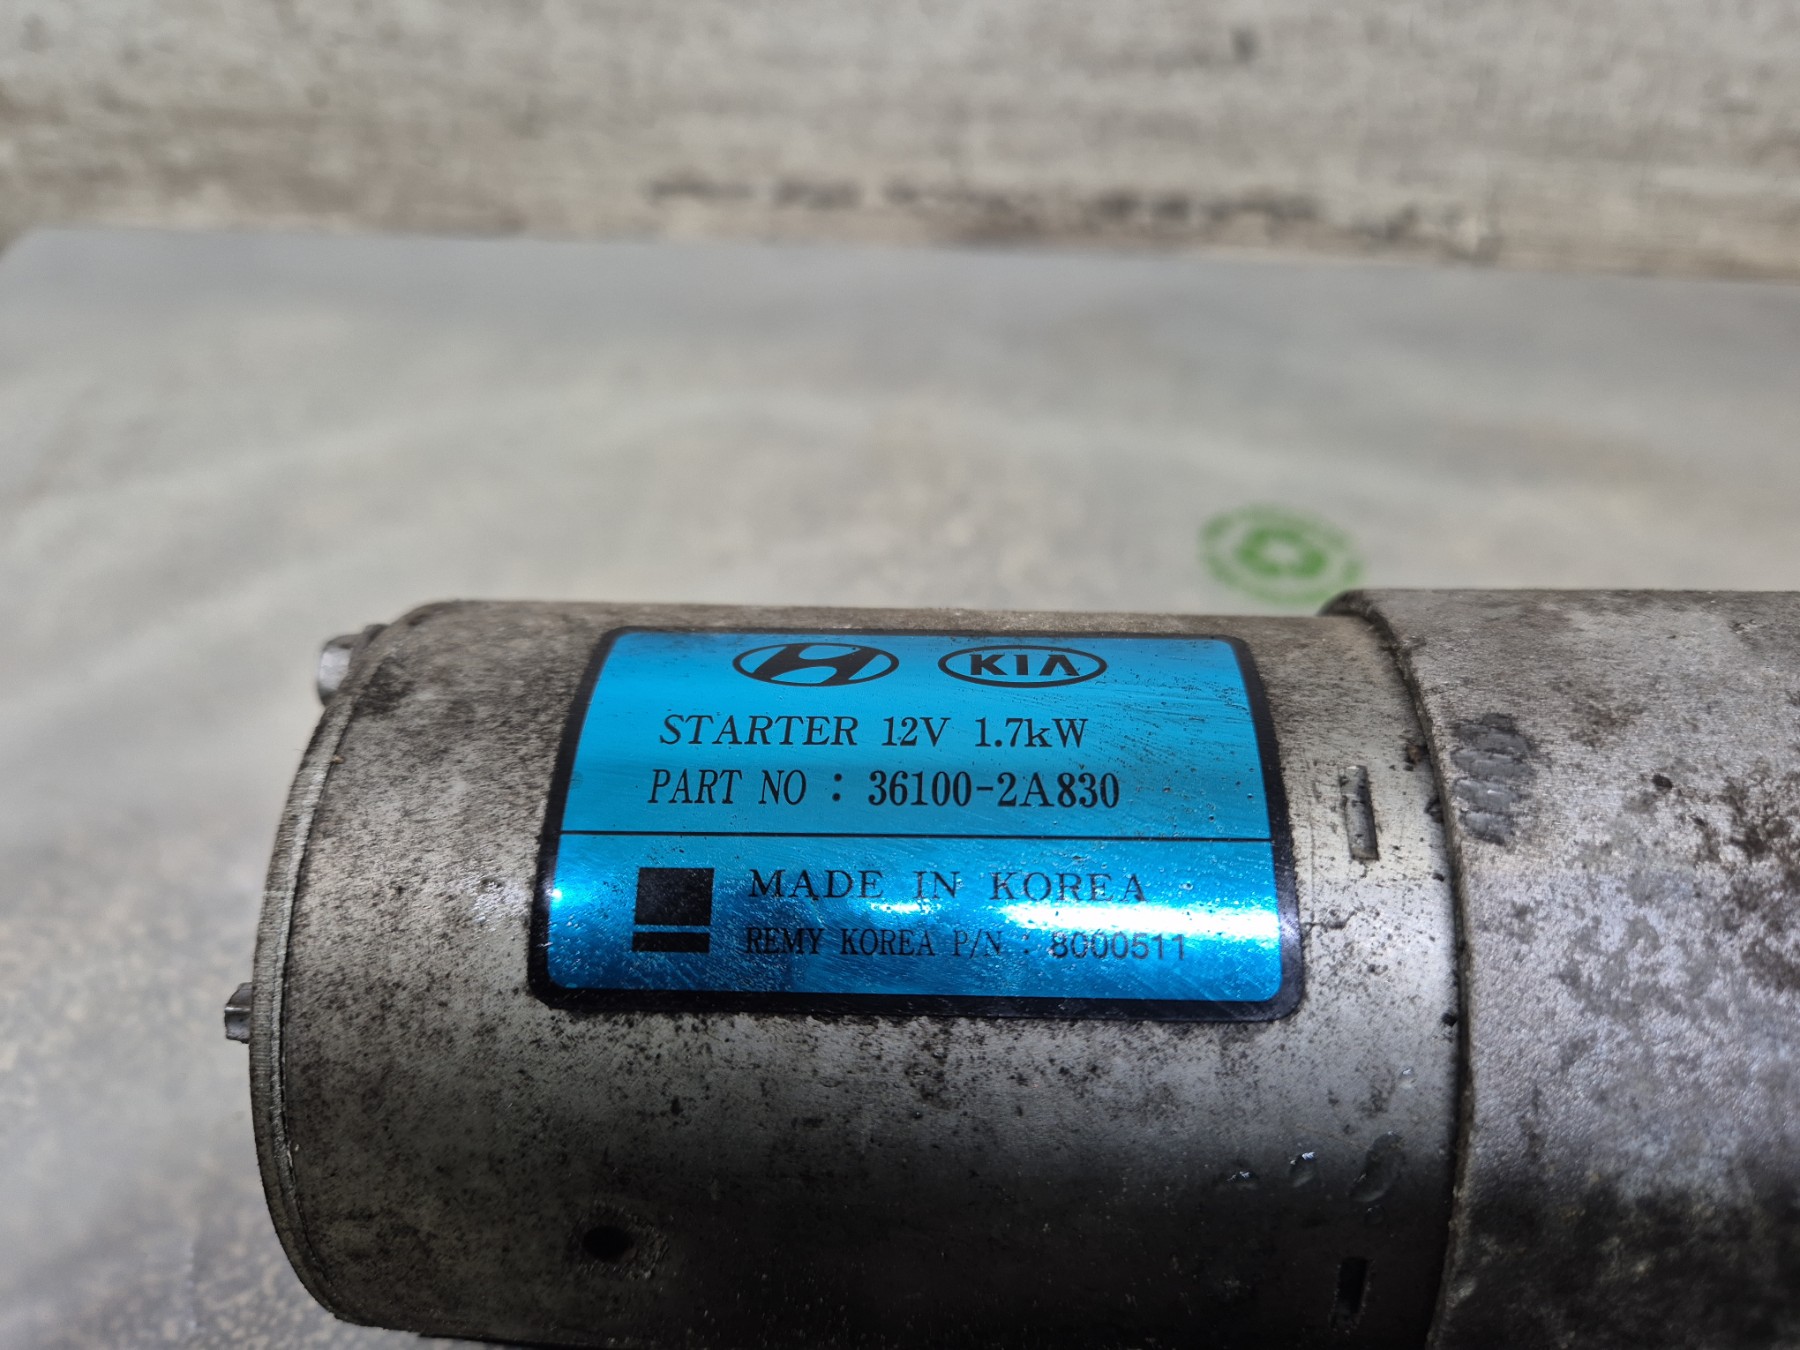 KIA
STARTER 12V 1.7kW
PART NO : 36100-2A830
MADE IN KOREA
REMY KOREA P/N : 8000511